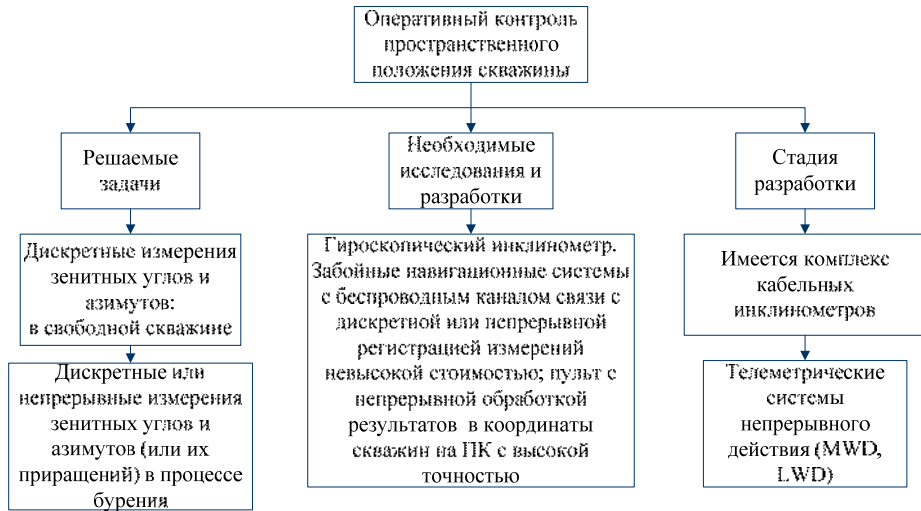 Оперативный контроль
пространственного
положения скважины
Решаемые
задачи
Необходимые
исследования и
разработки
Стадия
разработки
Дискретные измерения
зенитных углов и
азимутов:
в свободной скважине
Гироскопический инклинометр.
Забойные навигационные системы
с беспроводным каналом связи с
дискретной или непрерывной
регистрацией измерений
невысокой стоимостью; пульт с
непрерывной обработкой
результатов в координаты
скважин на ПК с высокой
точностью
Имеется комплекс
кабельных
инклинометров
Дискретные или
непрерывные измерения
зенитных углов и
азимутов (или их
приращений) в процессе
бурения
Телеметрические
системы
непрерывного
действия (MWD,
LWD)